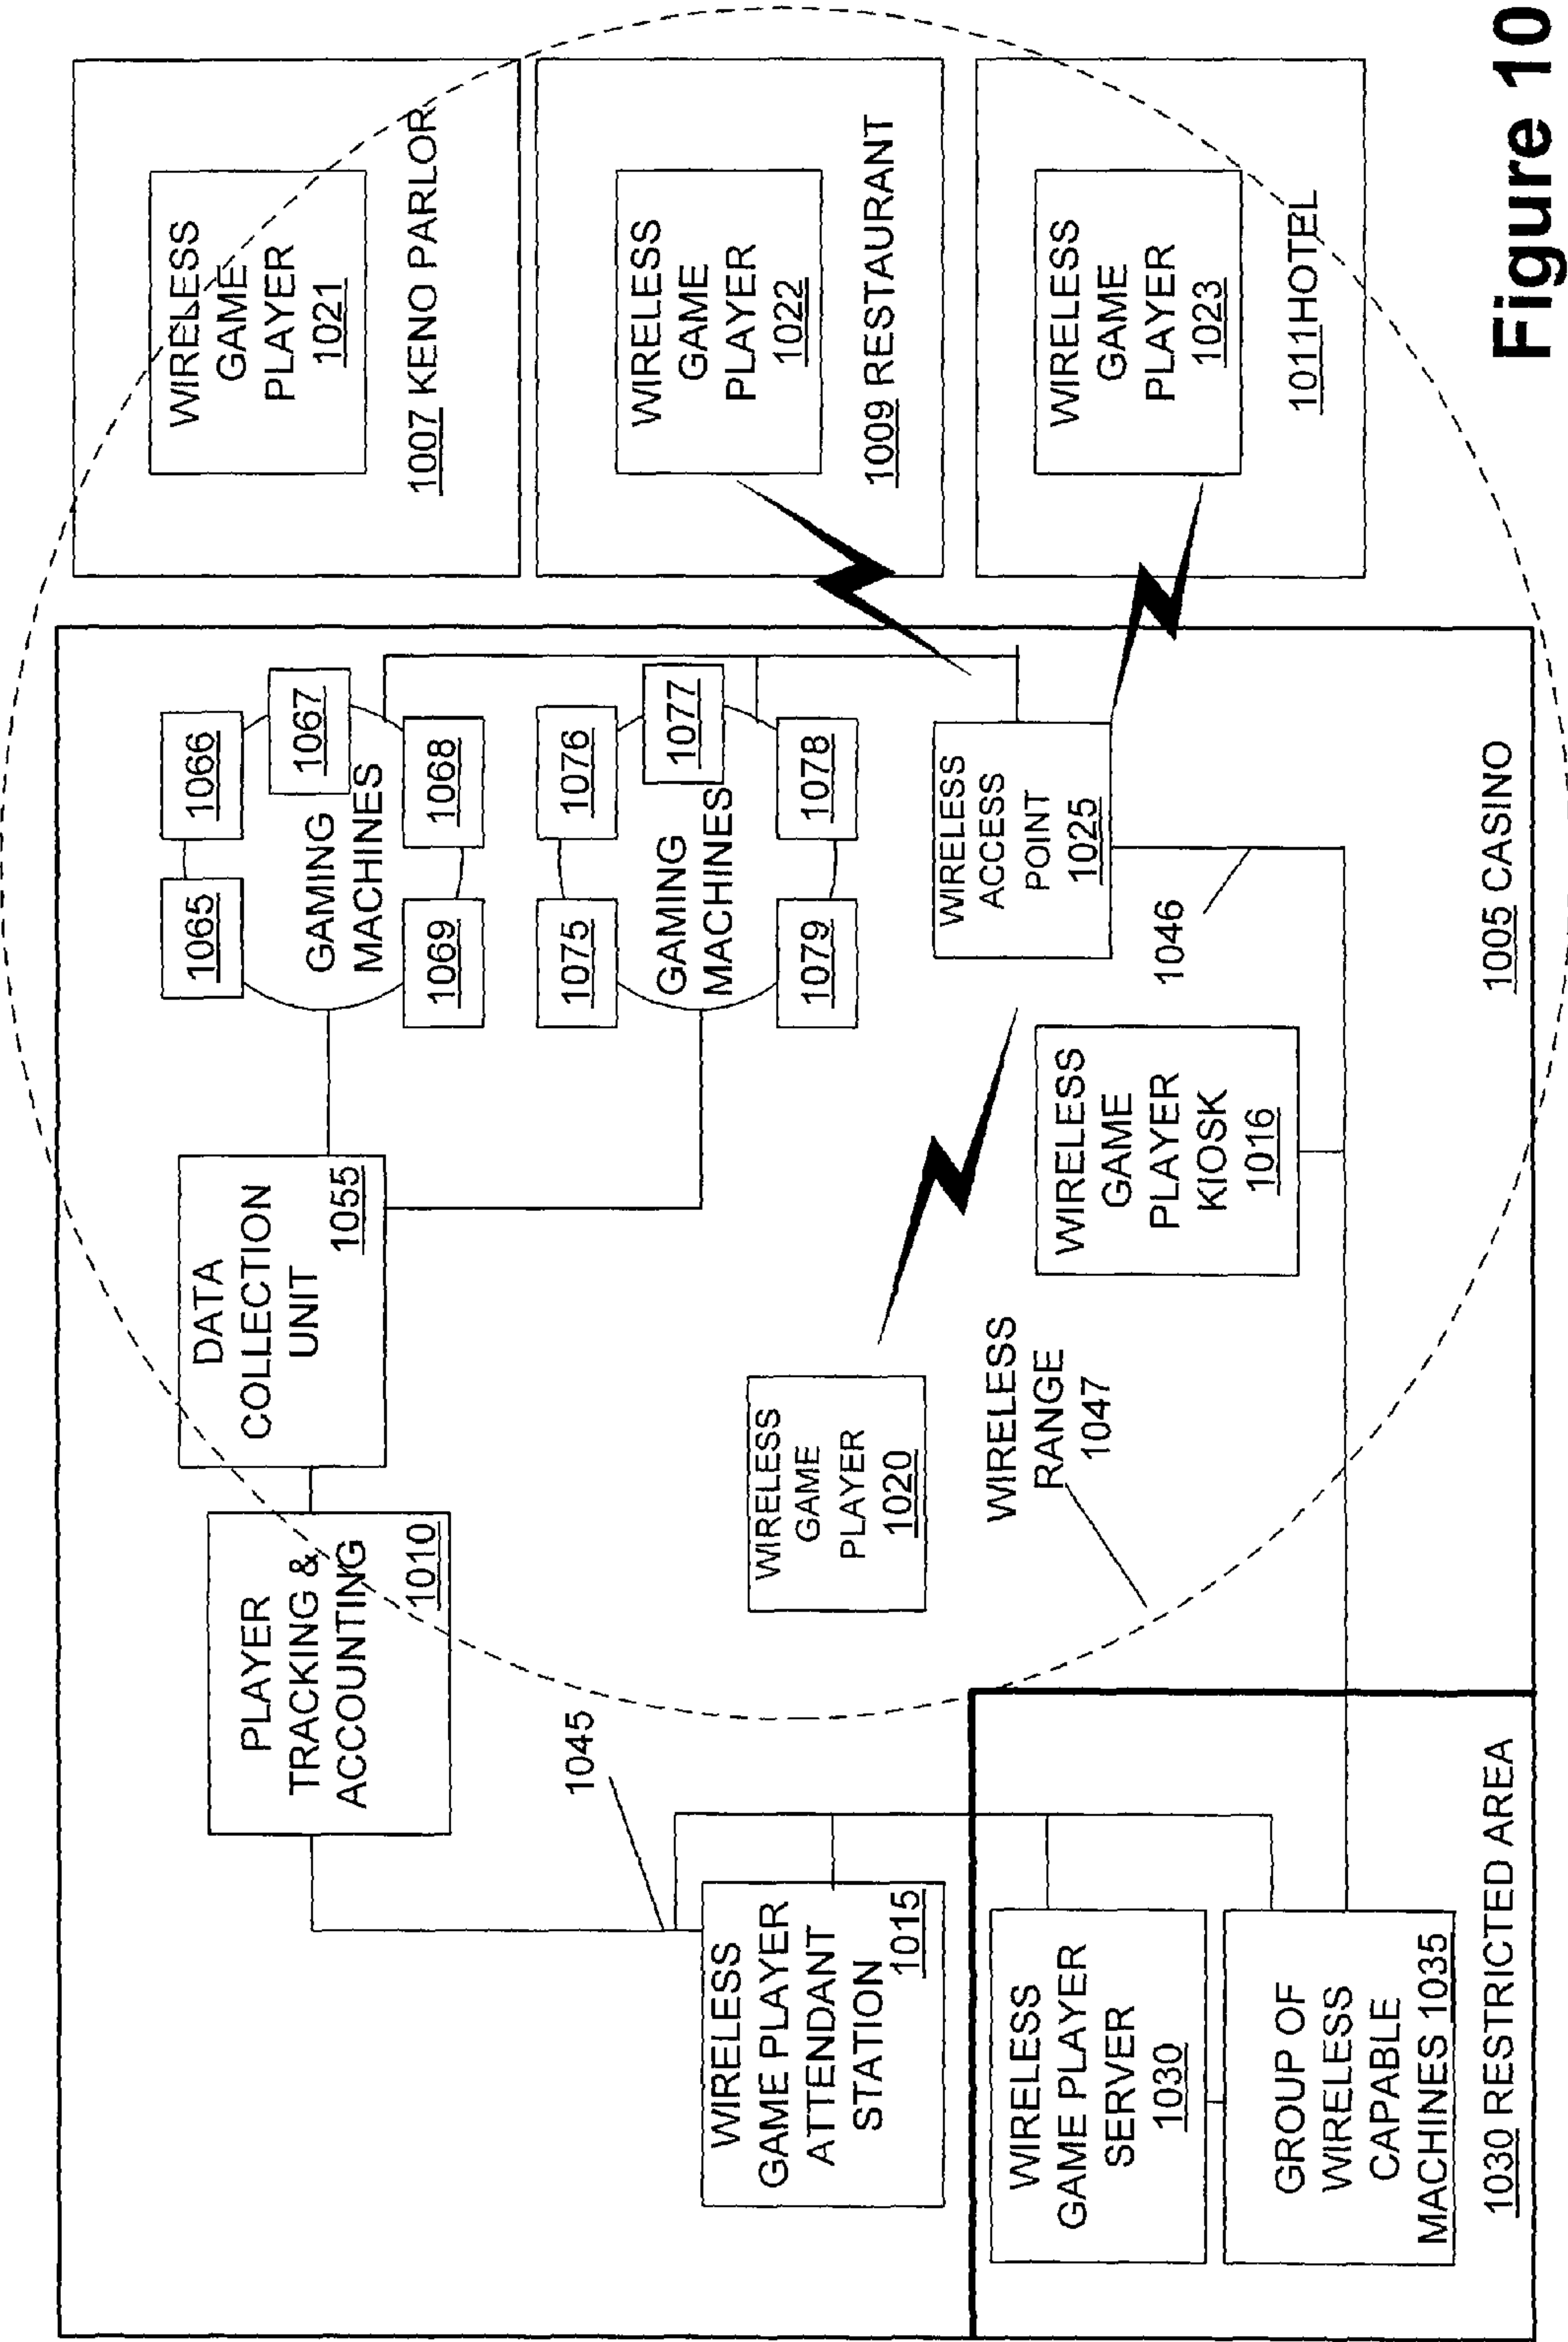 PLAYER
TRACKING &
ACCOUNTING
1010
DATA
COLLECTION
UNIT
1055
1065
1066
1067
GAMING
MACHINES
1068
1069
1075
1076
1077
GAMING
MACHINES
1078
1079
WIRELESS
GAME
PLAYER
1021
1007 KENO PARLOR
WIRELESS
GAME
PLAYER
1022
1009 RESTAURANT
WIRELESS
GAME
PLAYER
1023
1011HOTEL
1045
WIRELESS
GAME PLAYER
ATTENDANT
STATION
1015
WIRELESS
GAME
PLAYER
1020
WIRELESS
ACCESS
POINT
1025
1046
WIRELESS
RANGE
1047
WIRELESS
GAME
PLAYER
KIOSK
1016
WIRELESS
GAME PLAYER
SERVER
1030
GROUP OF
WIRELESS
CAPABLE
MACHINES 1035
1030 RESTRICTED AREA
1005 CASINO
Figure 10